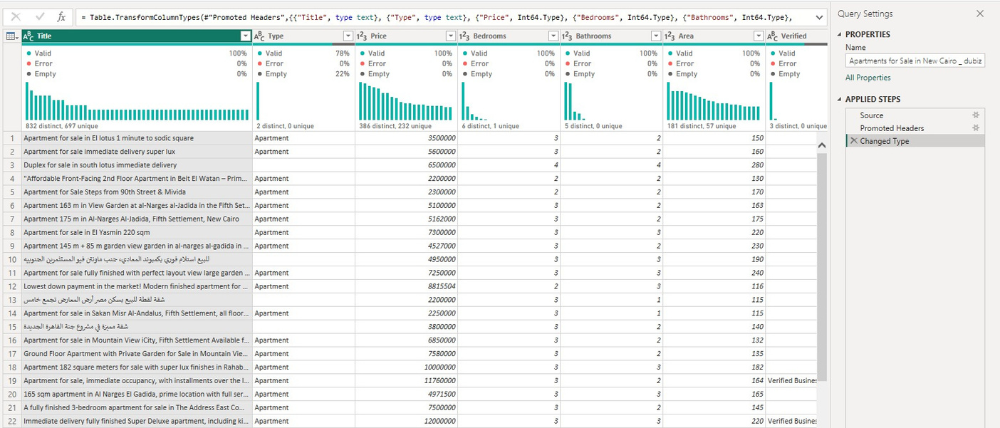 = Table.TransformColumnTypes(#"Promoted Headers",{{"Title", type text}, {"Type", type text}, {"Price", Int64.Type}, {"Bedrooms", Int64.Type}, {"Bathrooms", Int64.Type},
Query Settings
PROPERTIES
Name
Apartments for Sale in New Cairo _ dubiz
All Properties
APPLIED STEPS
Source
Promoted Headers
Changed Type
Title Type Price Bedrooms Bathrooms Area Verified
Valid 100% Valid 78% Valid 100% Valid 100% Valid 100% Valid 100% Valid
Error 0% Error 0% Error 0% Error 0% Error 0% Error 0% Error
Empty 0% Empty 22% Empty 0% Empty 0% Empty 0% Empty 0% Empty
832 distinct, 697 unique 2 distinct, 0 unique 386 distinct, 232 unique 6 distinct, 1 unique 5 distinct, 0 unique 181 distinct, 57 unique 3 distinct, 0 unique
1 Apartment for sale in El lotus 1 minute to sodic square Apartment 3500000 3 2 150
2 Apartment for sale immediate delivery super lux Apartment 5600000 3 2 160
3 Duplex for sale in south lotus immediate delivery 6500000 4 4 280
4 "Affordable Front-Facing 2nd Floor Apartment in Beit El Watan – Prim... Apartment 2200000 2 2 130
5 Apartment for Sale Steps from 90th Street & Mivida Apartment 2300000 2 2 170
6 Apartment 163 m in View Garden at al-Narges al-Jadida in the Fifth Set... Apartment 5100000 3 2 163
7 Apartment 175 m in Al-Narges Al-Jadida, Fifth Settlement, New Cairo Apartment 5162000 3 2 175
8 Apartment for sale in El Yasmin 220 sqm Apartment 7300000 3 3 220
9 Apartment 145 m + 85 m garden view garden in al-narges al-gadida in ... Apartment 4527000 3 2 230
10 للبيع استلام فوري بكمبوند المعادي، جنب ماونتن فيو المستثمرين الجنوبيه 4950000 3 3 190
11 Apartment for sale fully finished with perfect layout view large garden ... Apartment 7250000 3 3 240
12 Lowest down payment in the market! Modern finished apartment for ... Apartment 8815504 2 3 116
13 شقة لقطة للبيع بسكن مصر أرض المعارض تجمع خامس 2200000 3 1 115
14 Apartment for sale in Sakan Misr Al-Andalus, Fifth Settlement, all floor... Apartment 2250000 3 1 115
15 شقة مميزة في مشروع جنة القاهرة الجديدة 3800000 3 2 140
16 Apartment for sale in Mountain View iCity, Fifth Settlement Available f... Apartment 6850000 3 2 132
17 Ground Floor Apartment with Private Garden for Sale in Mountain Vie... Apartment 7580000 3 2 135
18 Apartment 182 square meters for sale with super lux finishes in Rahab... Apartment 10000000 3 3 182
19 Apartment for sale, immediate occupancy, with installments over the l... Apartment 11760000 3 2 164 Verified Busines
20 165 sqm apartment in Al Narges El Gadida, prime location with full ser... Apartment 4971500 3 3 165
21 A fully finished 3-bedroom apartment for sale in The Address East Co... Apartment 7500000 3 2 145
22 Immediate delivery fully finished Super Deluxe apartment, including ki... Apartment 12000000 3 3 220 Verified Busines